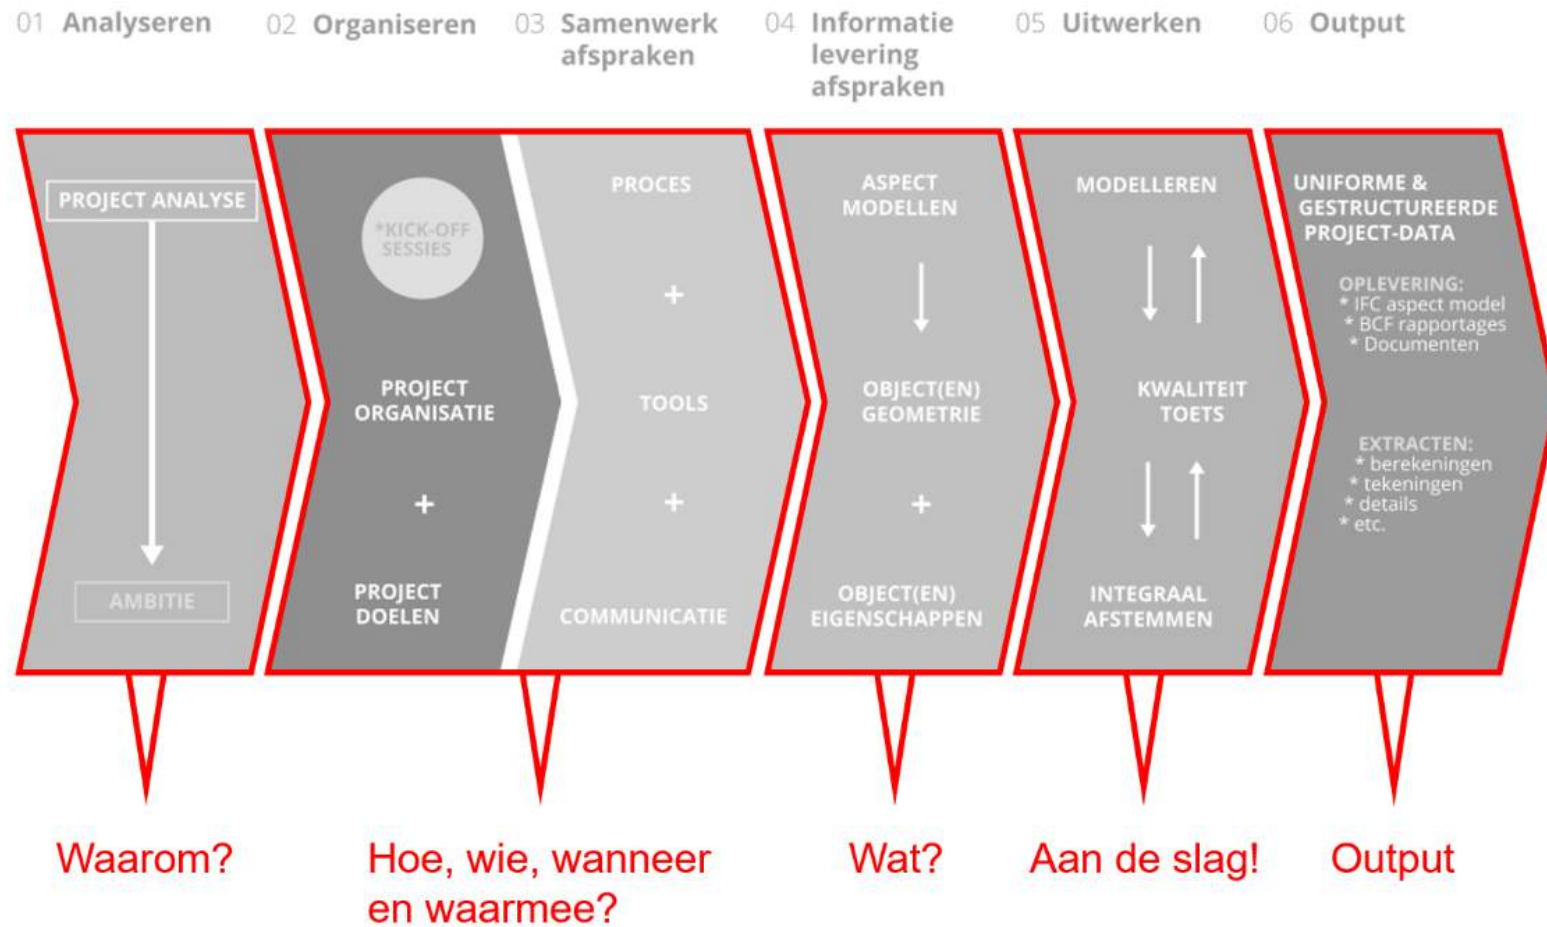 01 Analyseren
02 Organiseren
03 Samenwerk
afspraken
04 Informatie
levering
afspraken
05 Uitwerken
06 Output
PROJECT ANALYSE
AMBITIE
*KICK-OFF
SESSIES
PROJECT
ORGANISATIE
+
PROJECT
DOELEN
PROCES
+
TOOLS
+
COMMUNICATIE
ASPECT
MODELLEN
OBJECT(EN)
GEOMETRIE
+
OBJECT(EN)
EIGENSCHAPPEN
MODELLEREN
KWALITEIT
TOETS
INTEGRAAL
AFSTEMMEN
UNIFORME &
GESTRUCTUREERDE
PROJECT-DATA
OPLEVERING:
* IFC aspect model
* BCF rapportages
* Documenten
EXTRACTEN:
* berekeningen
* tekeningen
* details
* etc.
Waarom?
Hoe, wie, wanneer
en waarmee?
Wat?
Aan de slag!
Output